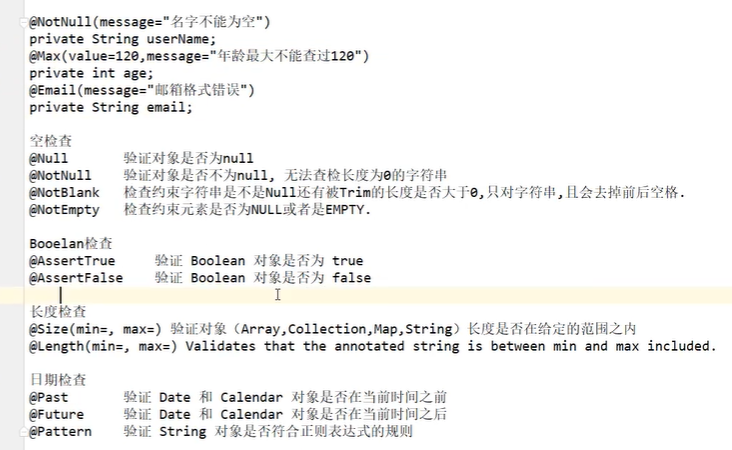 @NotNull(message="名字不能为空")
private String userName;
@Max(value=120,message="年龄最大不能查过120")
private int age;
@Email(message="邮箱格式错误")
private String email;
空检查
@Null 验证对象是否为null
@NotNull 验证对象是否不为null, 无法查检长度为0的字符串
@NotBlank 检查约束字符串是不是Null还有被Trim的长度是否大于0,只对字符串,且会去掉前后空格.
@NotEmpty 检查约束元素是否为NULL或者是EMPTY.
Booelan检查
@AssertTrue 验证 Boolean 对象是否为 true
@AssertFalse 验证 Boolean 对象是否为 false
长度检查
@Size(min=, max=) 验证对象（Array,Collection,Map,String）长度是否在给定的范围之内
@Length(min=, max=) Validates that the annotated string is between min and max included.
日期检查
@Past 验证 Date 和 Calendar 对象是否在当前时间之前
@Future 验证 Date 和 Calendar 对象是否在当前时间之后
@Pattern 验证 String 对象是否符合正则表达式的规则